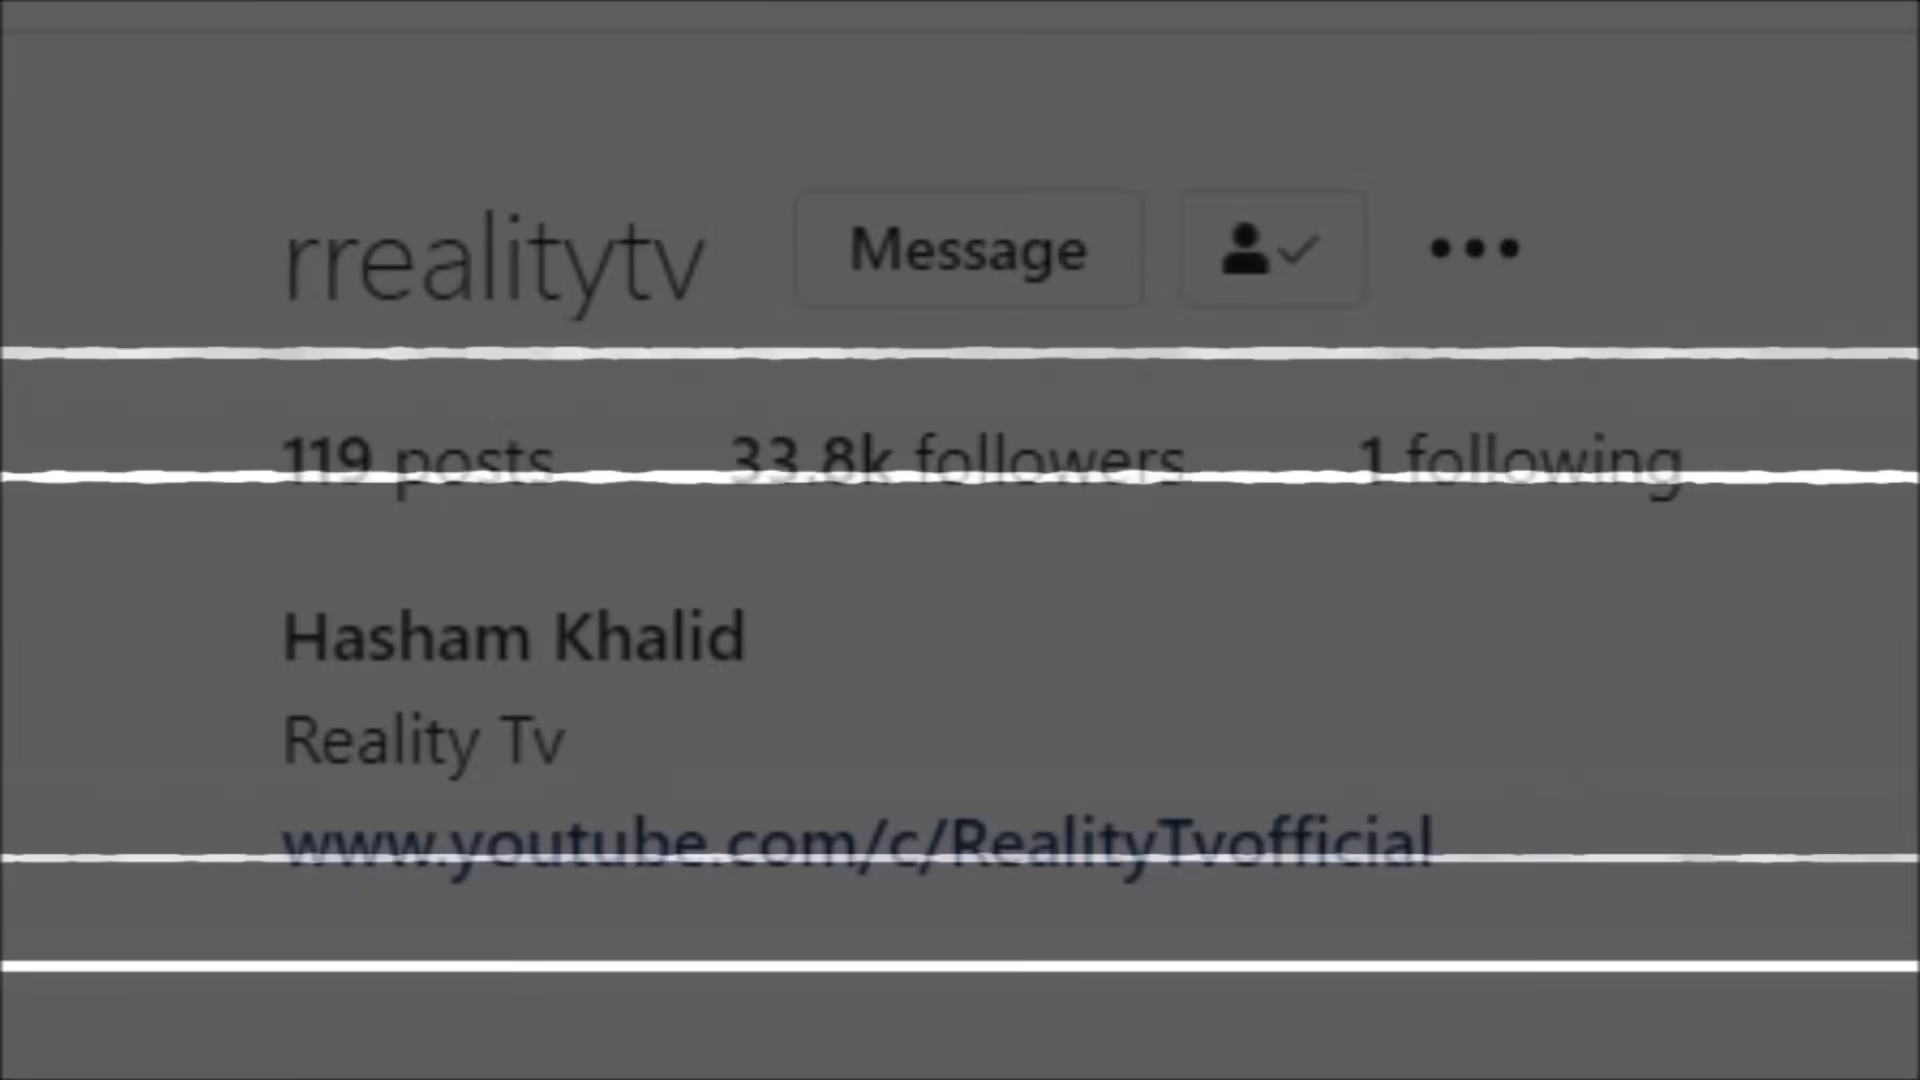 rrealitytv Message
119 posts 33.8k followers 1 following
Hasham Khalid
Reality Tv
www.youtube.com/c/RealityTvofficial